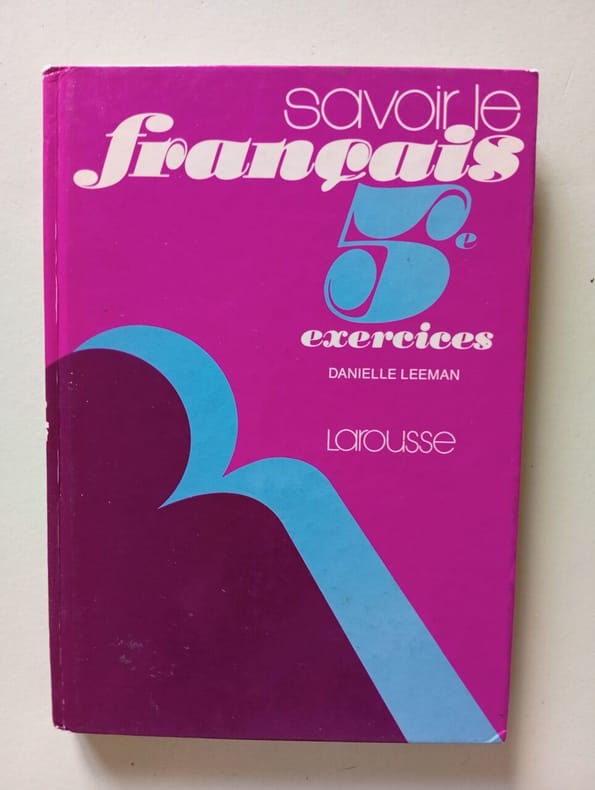 savoir le
français
5e
exercices
DANIELLE LEEMAN
Larousse